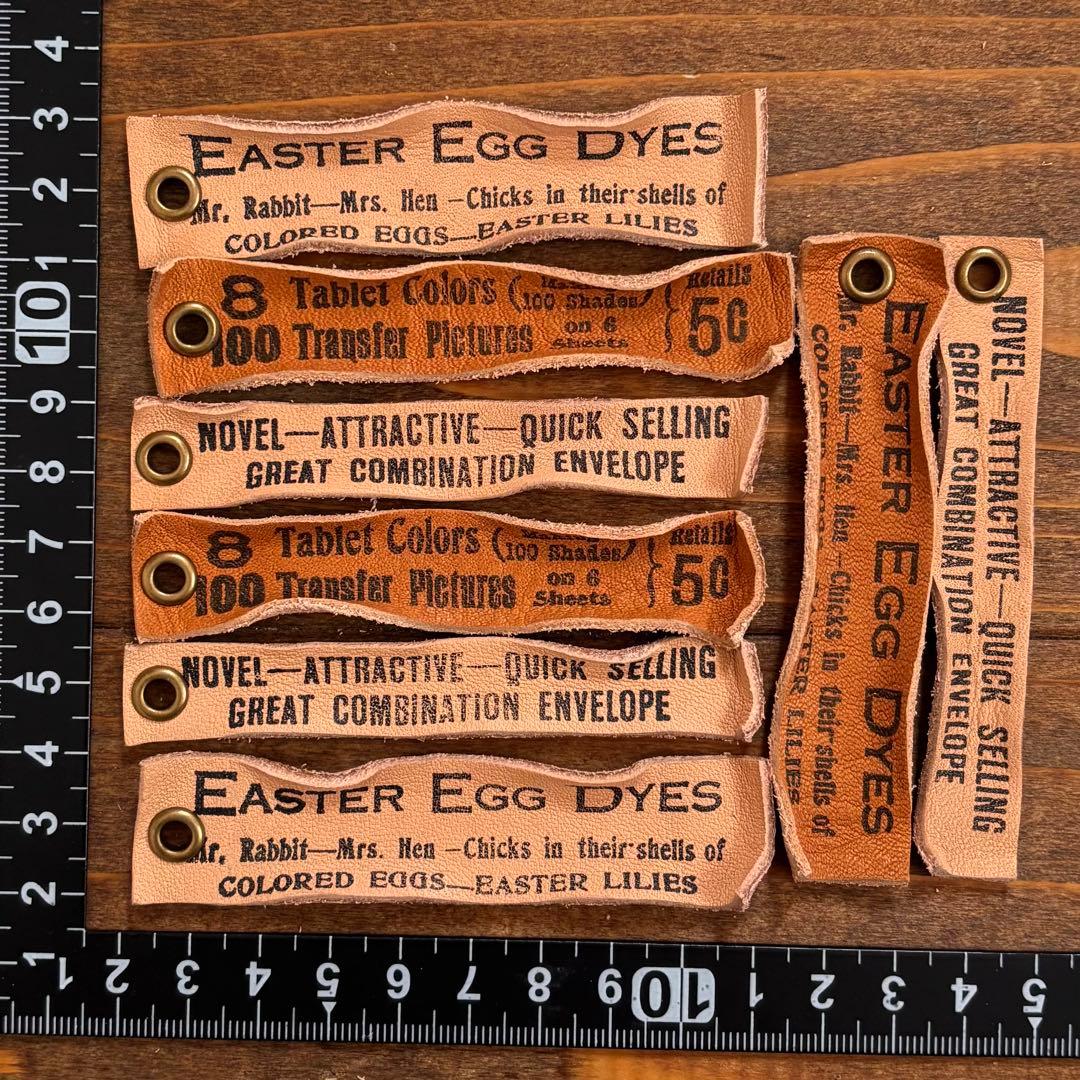 EASTER EGG DYES
Mr. Rabbit—Mrs. Hen—Chicks in their shells of
COLORED EGGS—EASTER LILIES
8 Tablet Colors (100 Shades) Retails
100 Transfer Pictures on 6 Sheets 5c
NOVEL—ATTRACTIVE—QUICK SELLING
GREAT COMBINATION ENVELOPE
8 Tablet Colors (100 Shades) Retails
100 Transfer Pictures on 6 Sheets 5c
NOVEL—ATTRACTIVE—QUICK SELLING
GREAT COMBINATION ENVELOPE
EASTER EGG DYES
Mr. Rabbit—Mrs. Hen—Chicks in their shells of
COLORED EGGS—EASTER LILIES
EASTER EGG DYES
Mr. Rabbit—Mrs. Hen—Chicks in their shells of
LILIES
NOVEL—ATTRACTIVE—QUICK SELLING
GREAT COMBINATION ENVELOPE
4
3
2
1
10
9
8
7
6
5
4
3
2
1
1 2 3 4 5 6 7 8 9 10 1 2 3 4 5